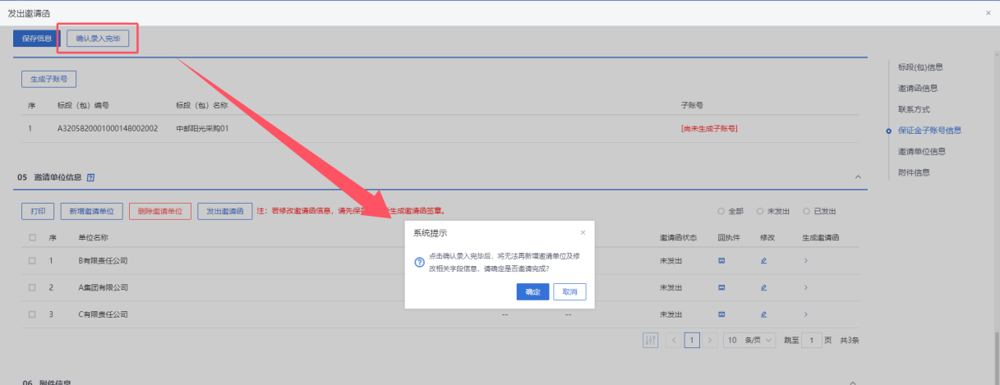 发出邀请函
保存信息 确认录入完毕
标段(包)信息
邀请函信息
联系方式
保证金子账号信息
邀请单位信息
附件信息
生成子账号
序 标段（包）编号 标段（包）名称 子账号
1 A3205820001000148002002 中邮阳光采购01 [尚未生成子账号]
05 邀请单位信息
打印 新增邀请单位 删除邀请单位 发出邀请函 注：若修改邀请函信息，请先保存 生成邀请函签章。
全部 未发出 已发出
序 单位名称 邀请函状态 回执件 修改 生成邀请函
1 B有限责任公司 未发出
2 A集团有限公司 未发出
3 C有限责任公司 -- -- 未发出
系统提示
点击确认录入完毕后，将无法再新增邀请单位及修
改相关字段信息，请确定是否邀请完成?
确定 取消
1 10 条/页 跳至 1 页 共3条
06 附件信息